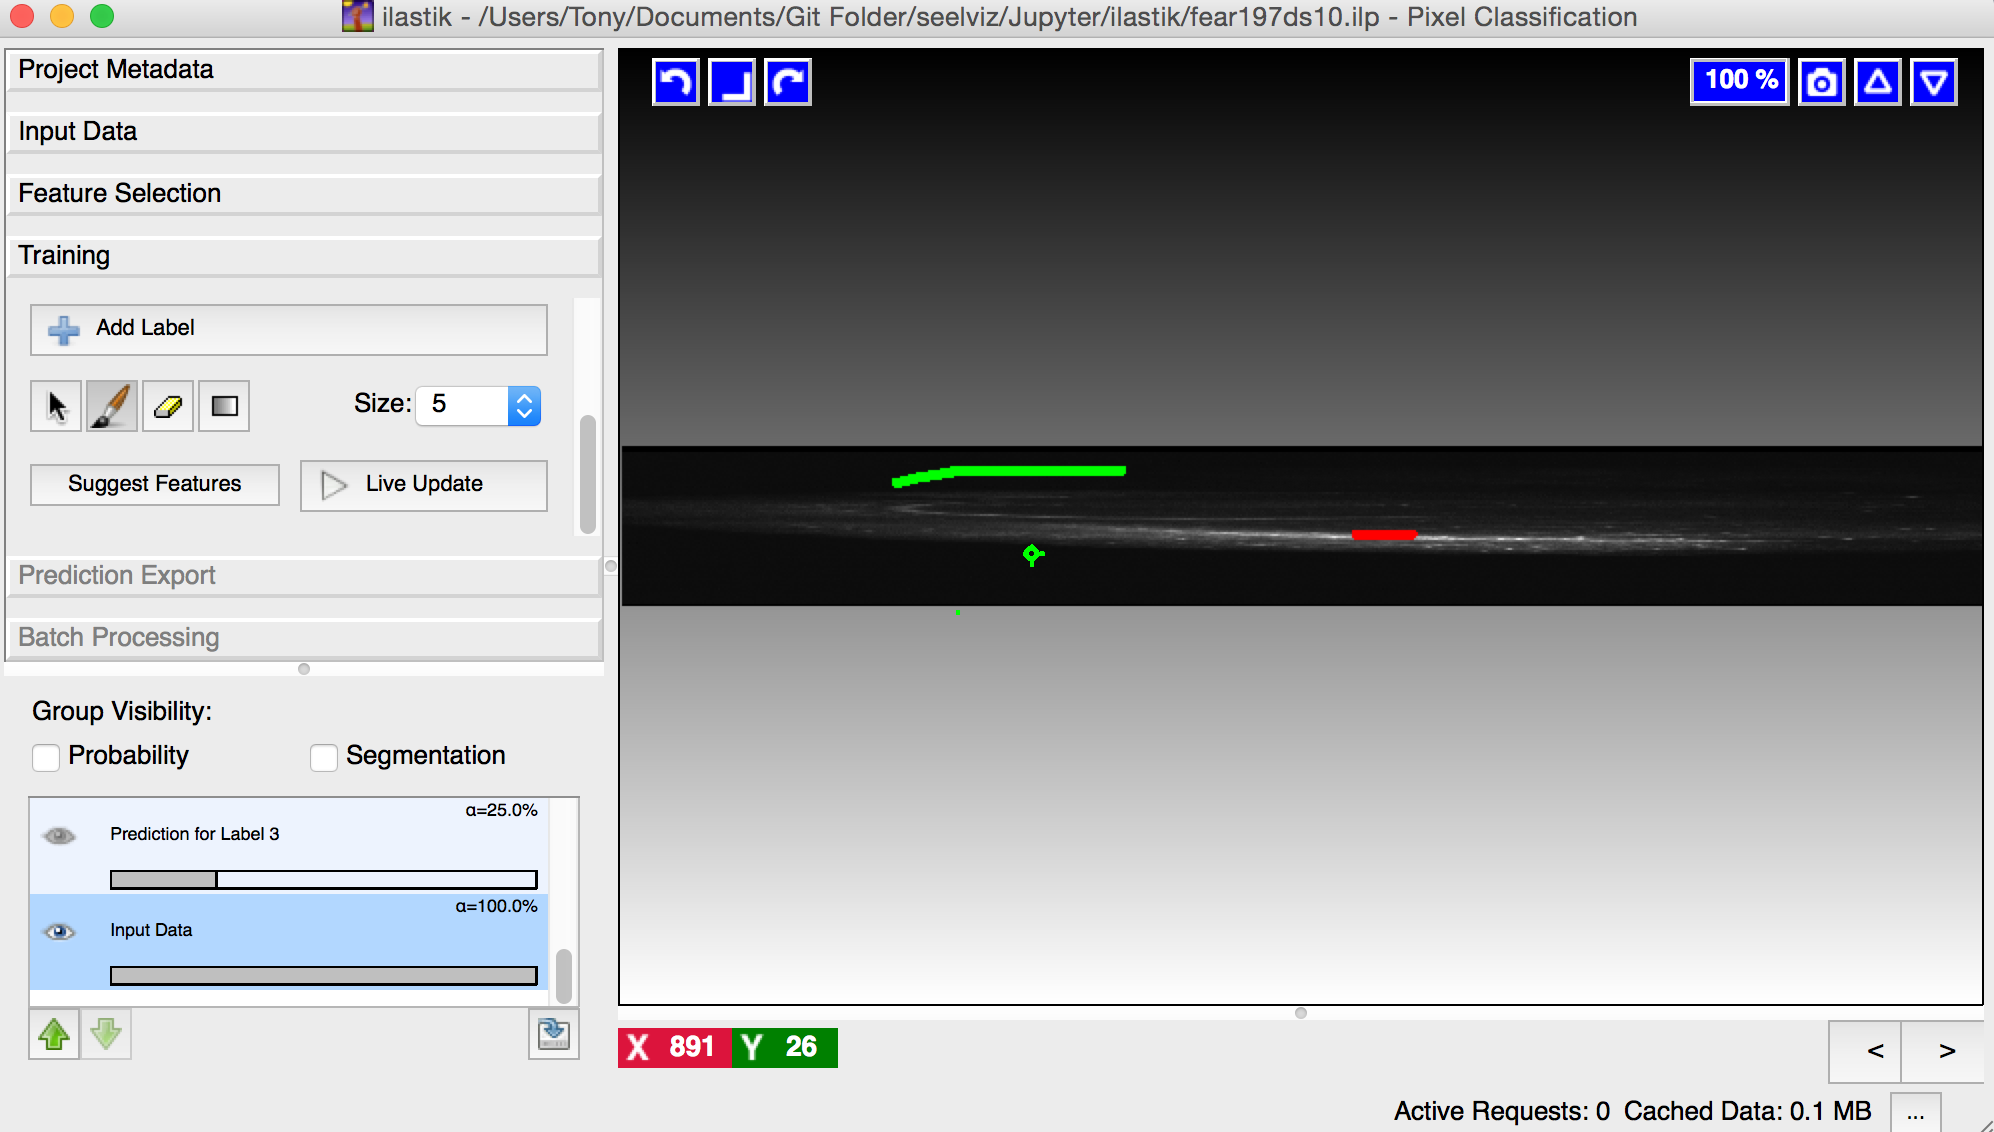 ilastik - /Users/Tony/Documents/Git Folder/seelviz/Jupyter/ilastik/fear197ds10.ilp - Pixel Classification
Project Metadata
Input Data
Feature Selection
Training
Add Label
Size: 5
Suggest Features
Live Update
Prediction Export
Batch Processing
Group Visibility:
Probability
Segmentation
α=25.0%
Prediction for Label 3
α=100.0%
Input Data
100 %
X 891 Y 26
< >
Active Requests: 0 Cached Data: 0.1 MB ...